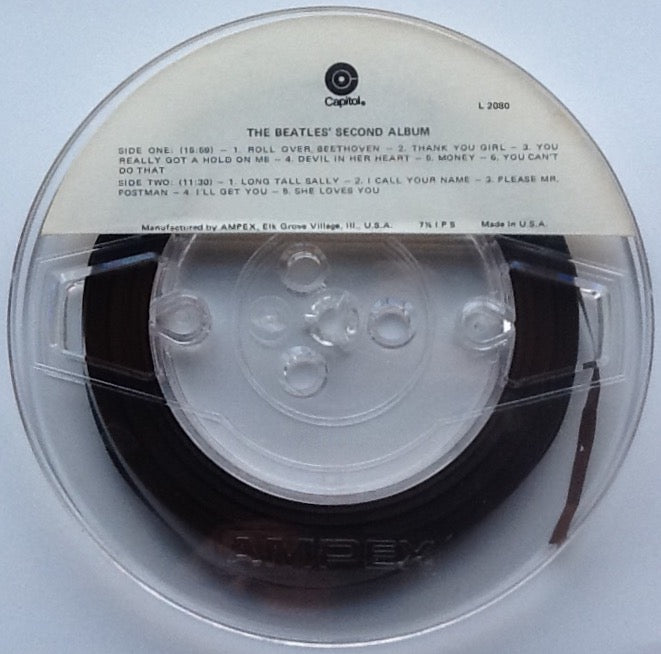 Capitol®
L 2080
THE BEATLES' SECOND ALBUM
SIDE ONE: (15:59) – 1. ROLL OVER BEETHOVEN – 2. THANK YOU GIRL – 3. YOU
REALLY GOT A HOLD ON ME – 4. DEVIL IN HER HEART – 5. MONEY – 6. YOU CAN'T
DO THAT
SIDE TWO: (11:30) – 1. LONG TALL SALLY – 2. I CALL YOUR NAME – 3. PLEASE MR.
POSTMAN – 4. I'LL GET YOU – 5. SHE LOVES YOU
Manufactured by AMPEX, Elk Grove Village, Ill., U.S.A. 7½ I P S Made in U.S.A.
AMPEX